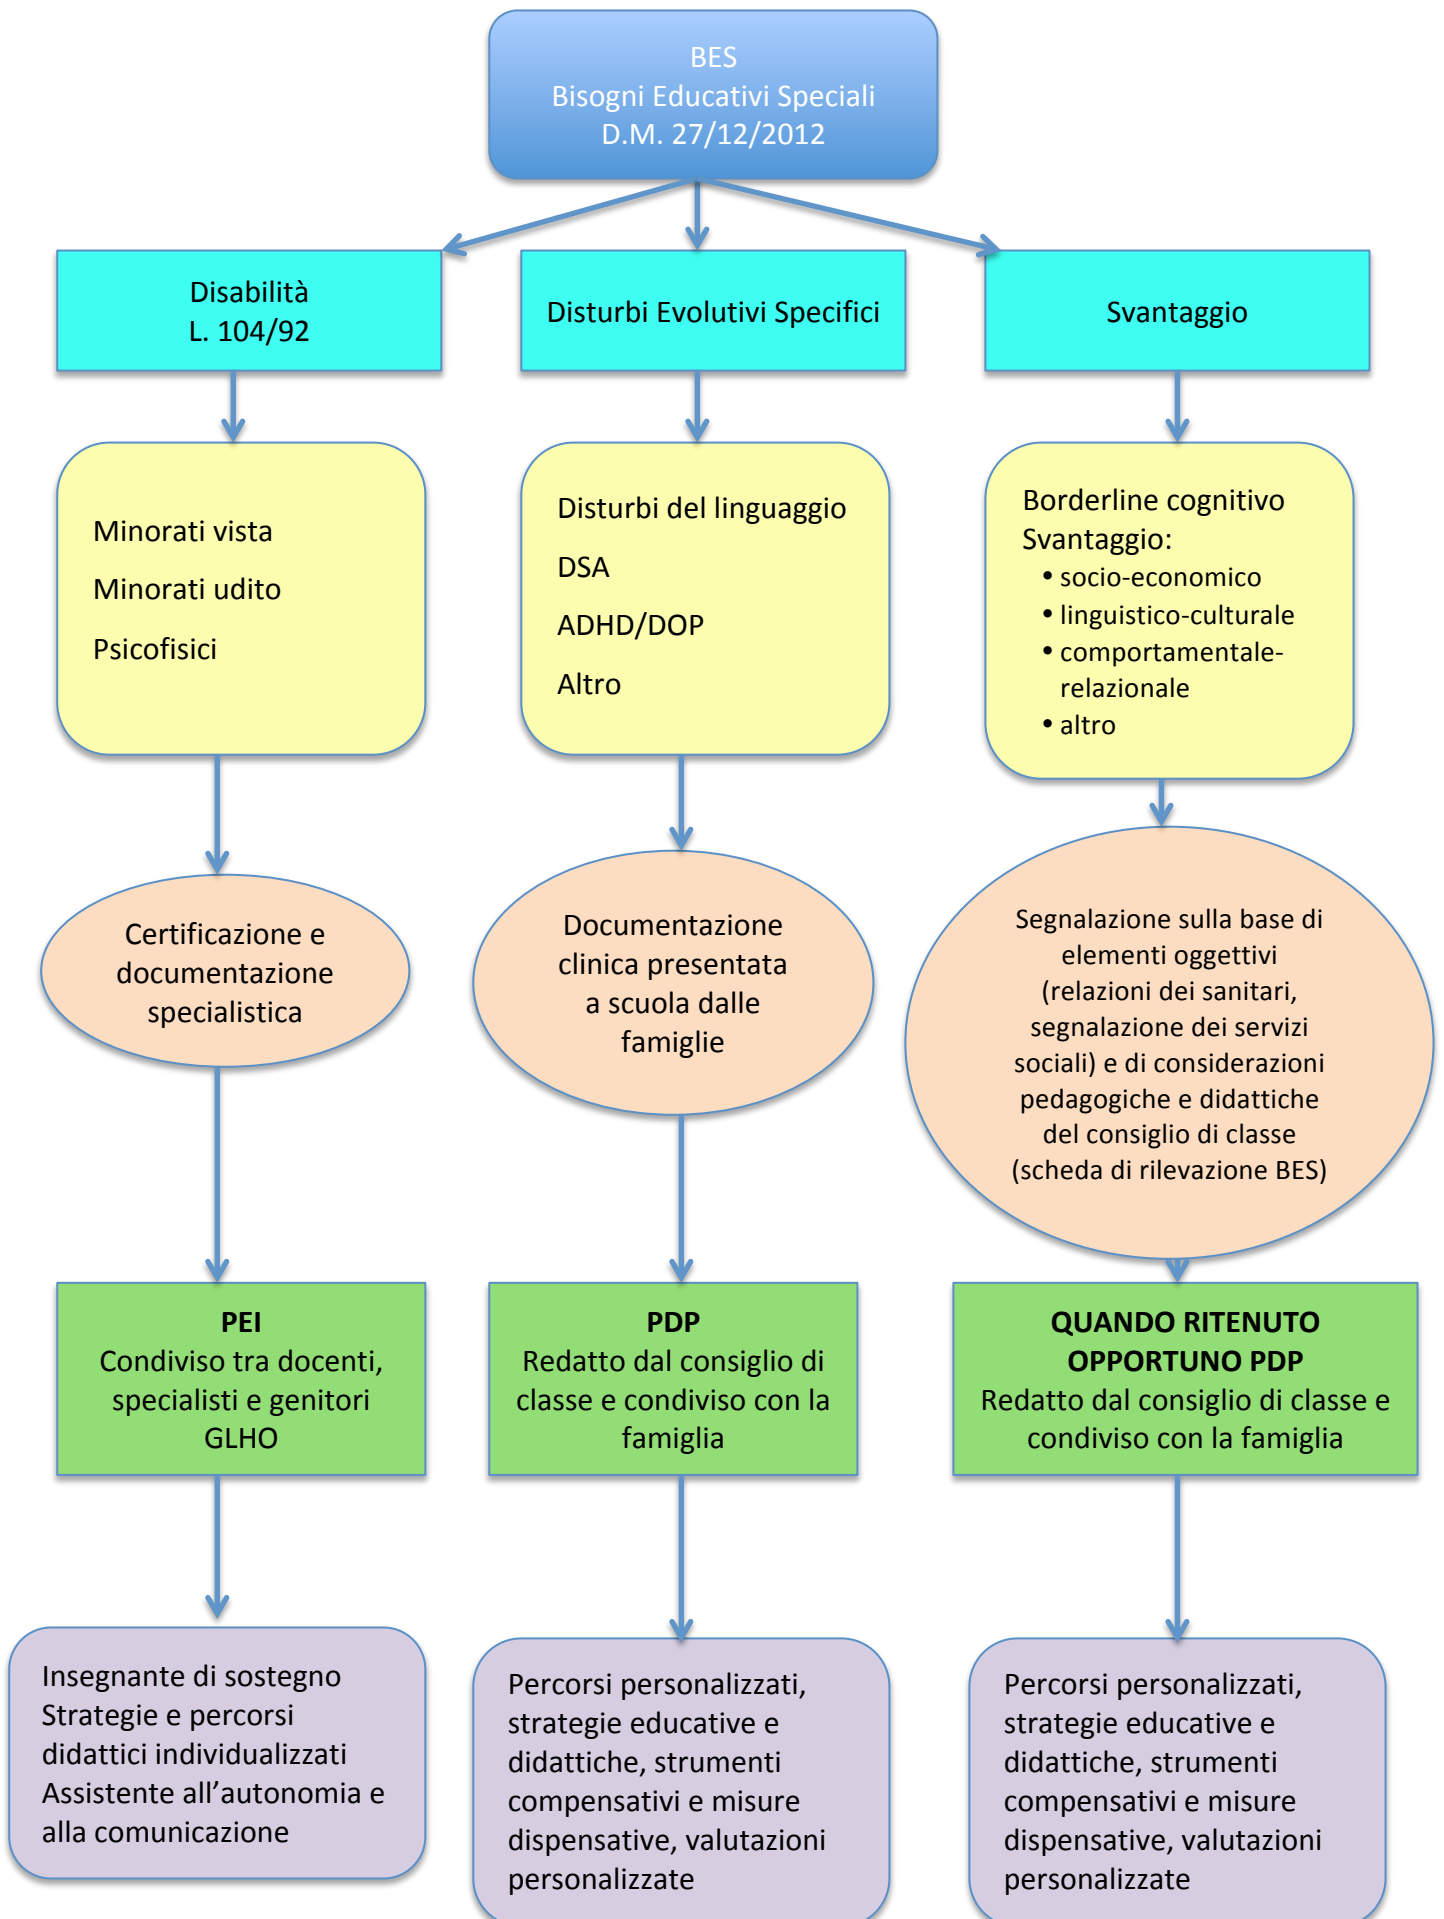 BES
Bisogni Educativi Speciali
D.M. 27/12/2012
Disabilità
L. 104/92
Disturbi Evolutivi Specifici
Svantaggio
Minorati vista
Minorati udito
Psicofisici
Disturbi del linguaggio
DSA
ADHD/DOP
Altro
Borderline cognitivo
Svantaggio:
• socio-economico
• linguistico-culturale
• comportamentale-
relazionale
• altro
Certificazione e
documentazione
specialistica
Documentazione
clinica presentata
a scuola dalle
famiglie
Segnalazione sulla base di
elementi oggettivi
(relazioni dei sanitari,
segnalazione dei servizi
sociali) e di considerazioni
pedagogiche e didattiche
del consiglio di classe
(scheda di rilevazione BES)
PEI
Condiviso tra docenti,
specialisti e genitori
GLHO
PDP
Redatto dal consiglio di
classe e condiviso con la
famiglia
QUANDO RITENUTO
OPPORTUNO PDP
Redatto dal consiglio di classe e
condiviso con la famiglia
Insegnante di sostegno
Strategie e percorsi
didattici individualizzati
Assistente all’autonomia e
alla comunicazione
Percorsi personalizzati,
strategie educative e
didattiche, strumenti
compensativi e misure
dispensative, valutazioni
personalizzate
Percorsi personalizzati,
strategie educative e
didattiche, strumenti
compensativi e misure
dispensative, valutazioni
personalizzate